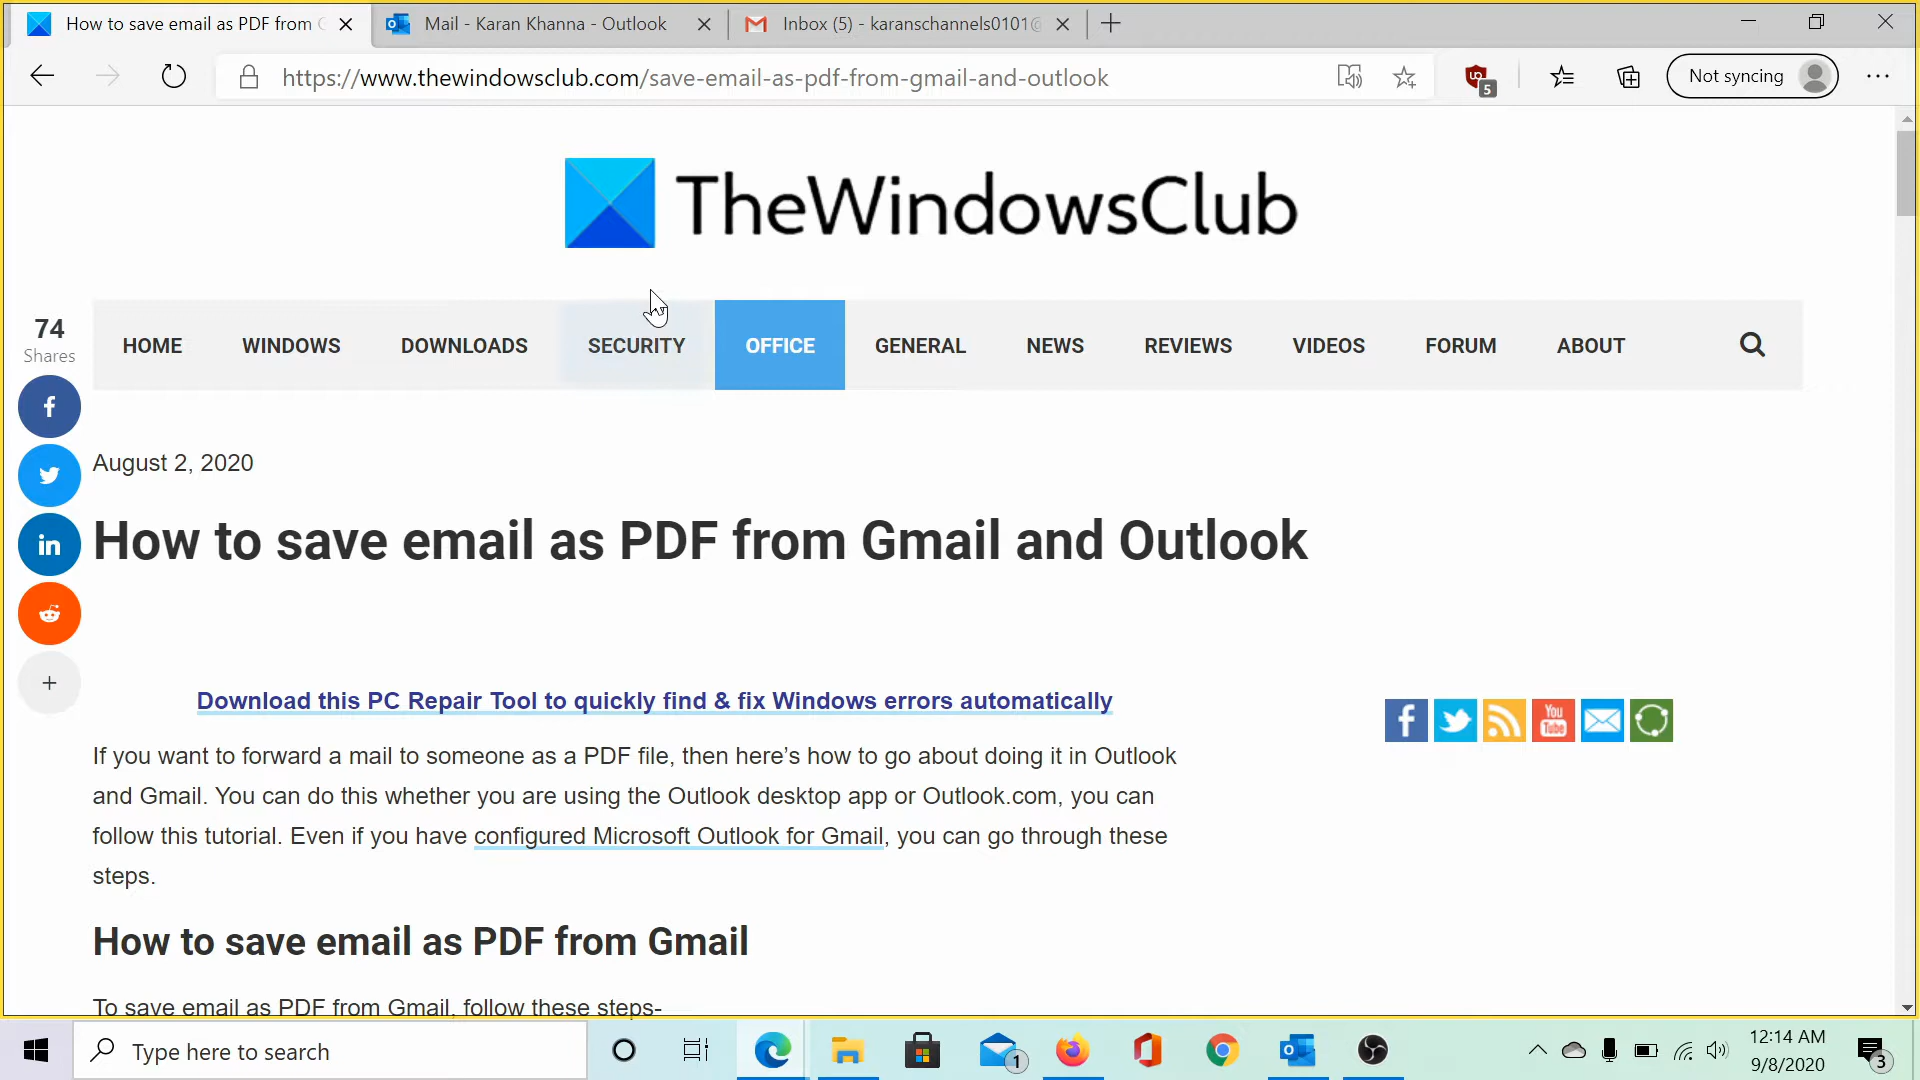 How to save email as PDF from G
Mail - Karan Khanna - Outlook
Inbox (5) - karanschannels0101@
https://www.thewindowsclub.com/save-email-as-pdf-from-gmail-and-outlook
5
Not syncing
TheWindowsClub
74
Shares
HOME WINDOWS DOWNLOADS SECURITY OFFICE GENERAL NEWS REVIEWS VIDEOS FORUM ABOUT
August 2, 2020
How to save email as PDF from Gmail and Outlook
Download this PC Repair Tool to quickly find & fix Windows errors automatically
You
Tube
If you want to forward a mail to someone as a PDF file, then here’s how to go about doing it in Outlook
and Gmail. You can do this whether you are using the Outlook desktop app or Outlook.com, you can
follow this tutorial. Even if you have configured Microsoft Outlook for Gmail, you can go through these
steps.
How to save email as PDF from Gmail
To save email as PDF from Gmail, follow these steps-
Type here to search
1
12:14 AM
9/8/2020
3